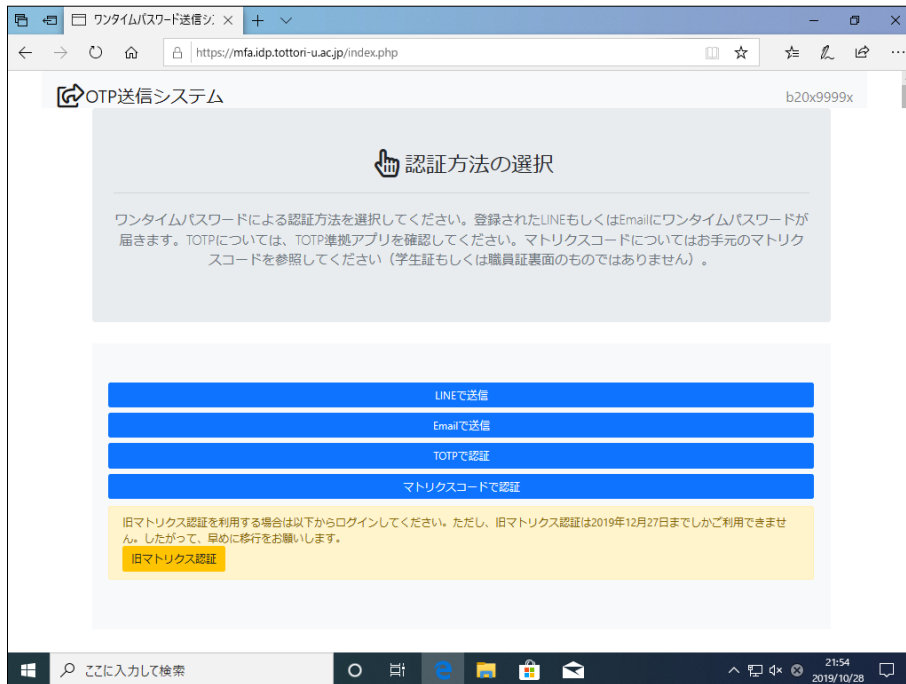 ワンタイムパスワード送信シ
https://mfa.idp.tottori-u.ac.jp/index.php
OTP送信システム
b20x9999x
認証方法の選択
ワンタイムパスワードによる認証方法を選択してください。登録されたLINEもしくはEmailにワンタイムパスワードが
届きます。TOTPについては、TOTP準拠アプリを確認してください。マトリクスコードについてはお手元のマトリク
スコードを参照してください（学生証もしくは職員証裏面のものではありません）。
LINEで送信
Emailで送信
TOTPで認証
マトリクスコードで認証
旧マトリクス認証を利用する場合は以下からログインしてください。ただし、旧マトリクス認証は2019年12月27日までしかご利用できませ
ん。したがって、早めに移行をお願いします。
旧マトリクス認証
ここに入力して検索
21:54
2019/10/28